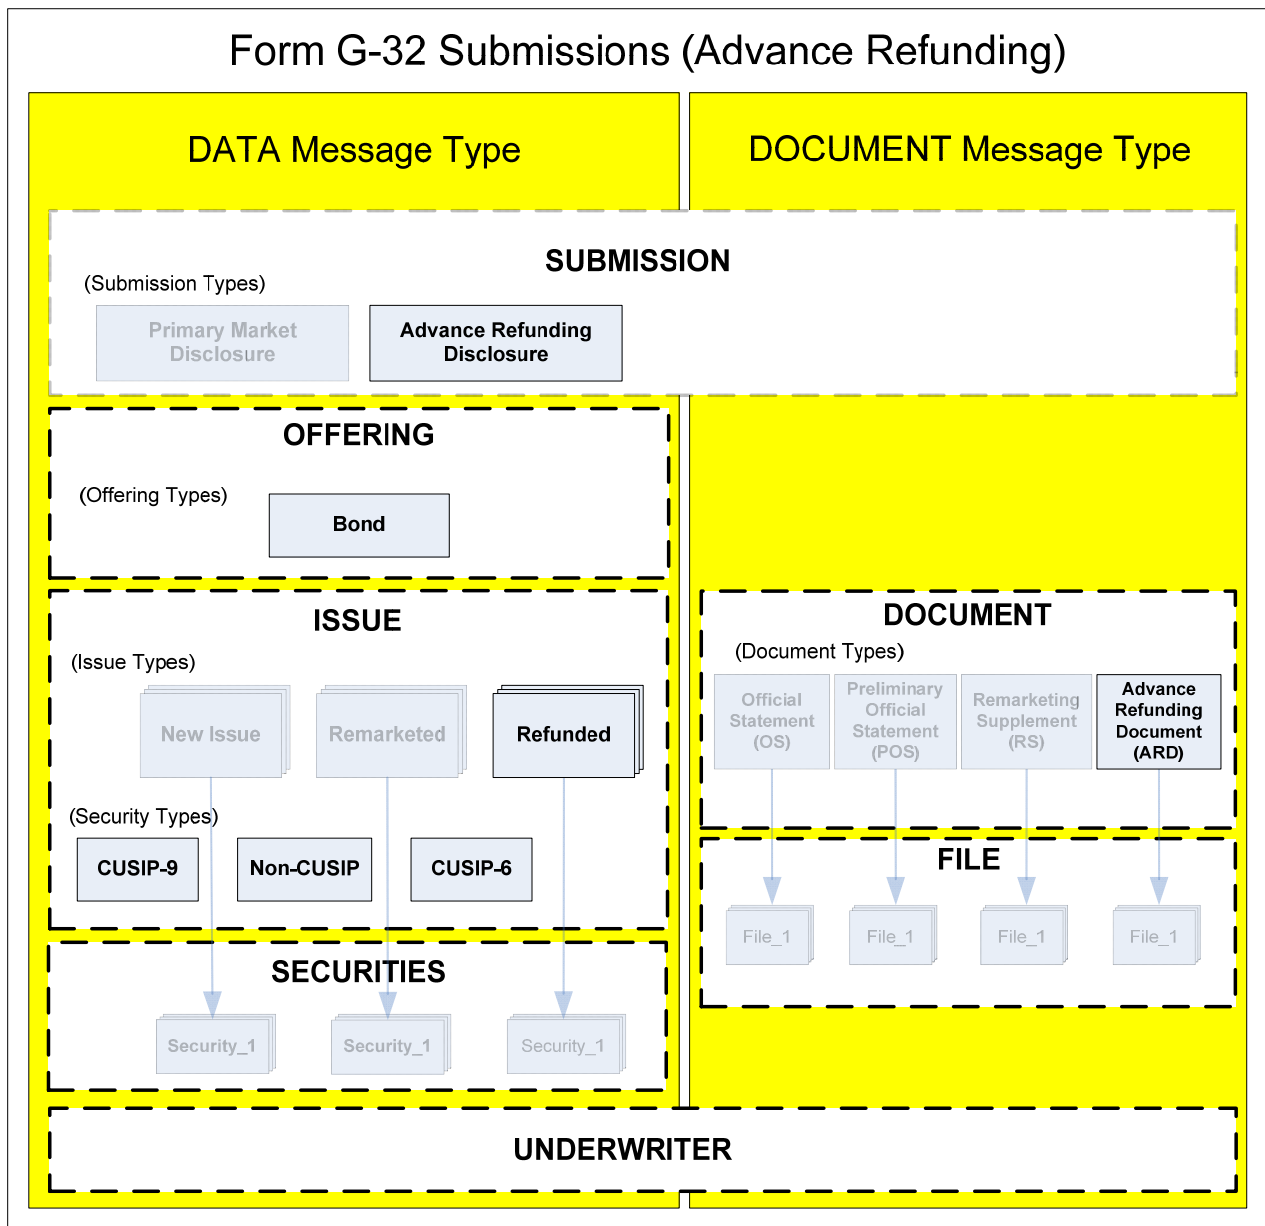 Form G-32 Submissions (Advance Refunding)
DATA Message Type
DOCUMENT Message Type
SUBMISSION
(Submission Types)
Primary Market
Disclosure
Advance Refunding
Disclosure
OFFERING
(Offering Types)
Bond
ISSUE
(Issue Types)
New Issue
Remarketed
Refunded
(Security Types)
CUSIP-9
Non-CUSIP
CUSIP-6
SECURITIES
Security_1
Security_1
Security_1
DOCUMENT
(Document Types)
Official
Statement
(OS)
Preliminary
Official
Statement
(POS)
Remarketing
Supplement
(RS)
Advance
Refunding
Document
(ARD)
FILE
File_1
File_1
File_1
File_1
UNDERWRITER